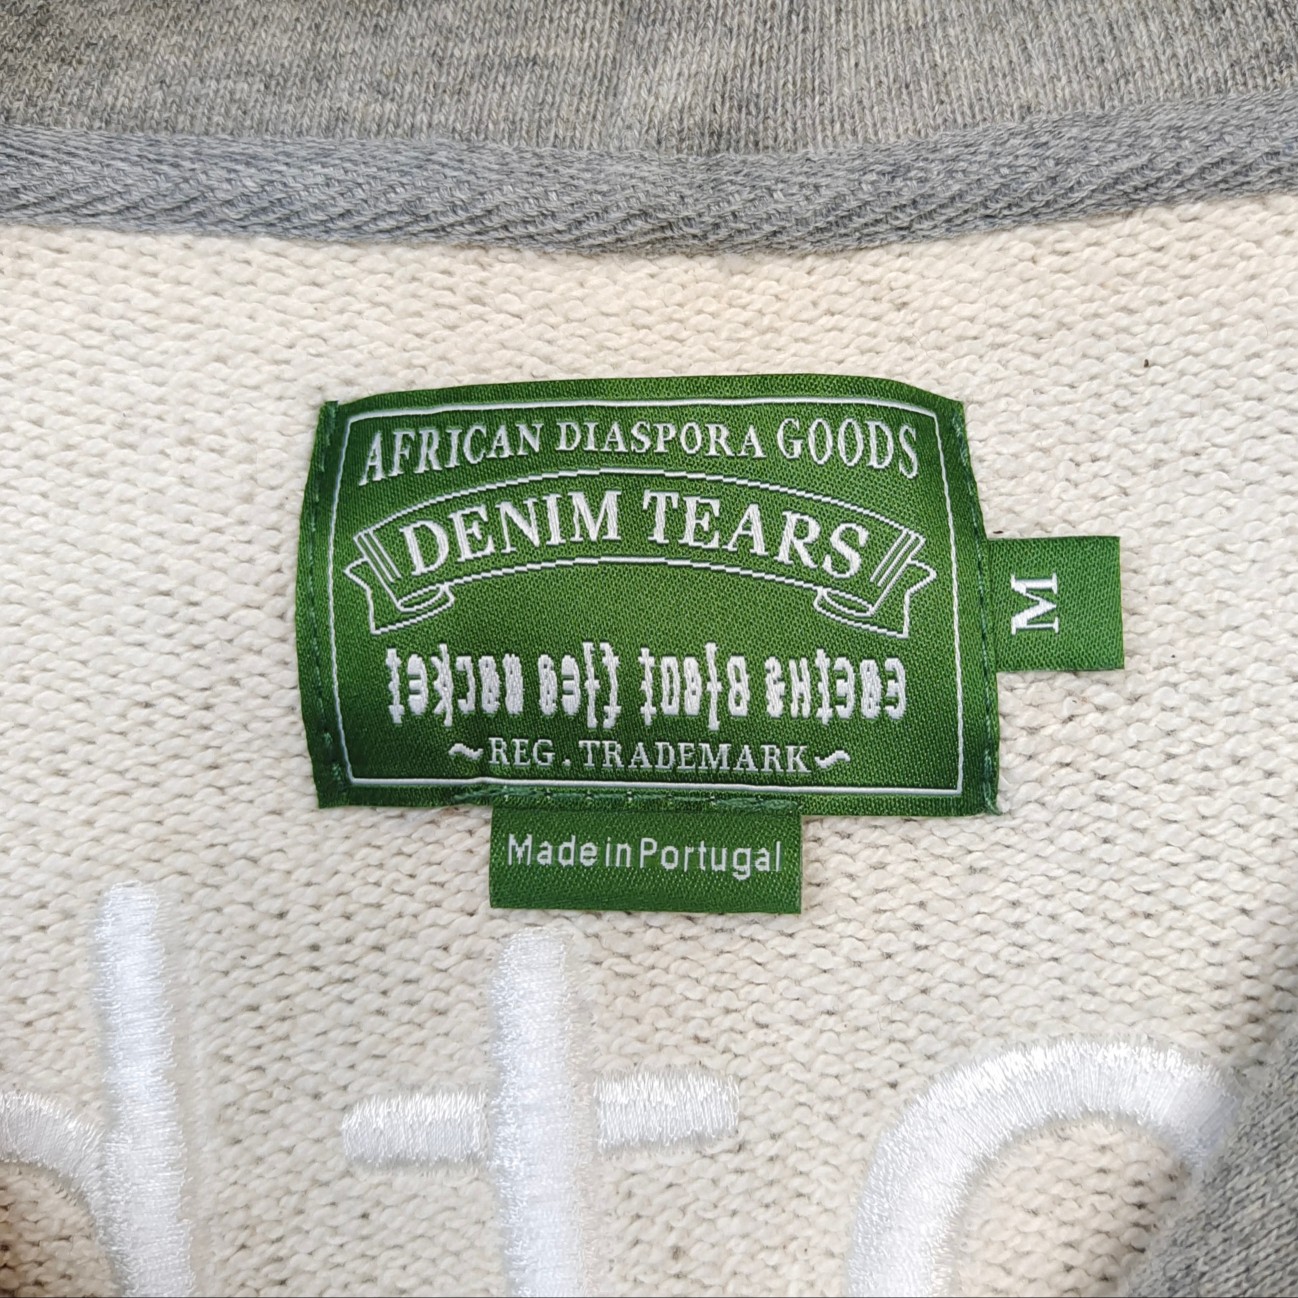 AFRICAN DIASPORA GOODS
DENIM TEARS
REG. TRADEMARK
M
Made in Portugal